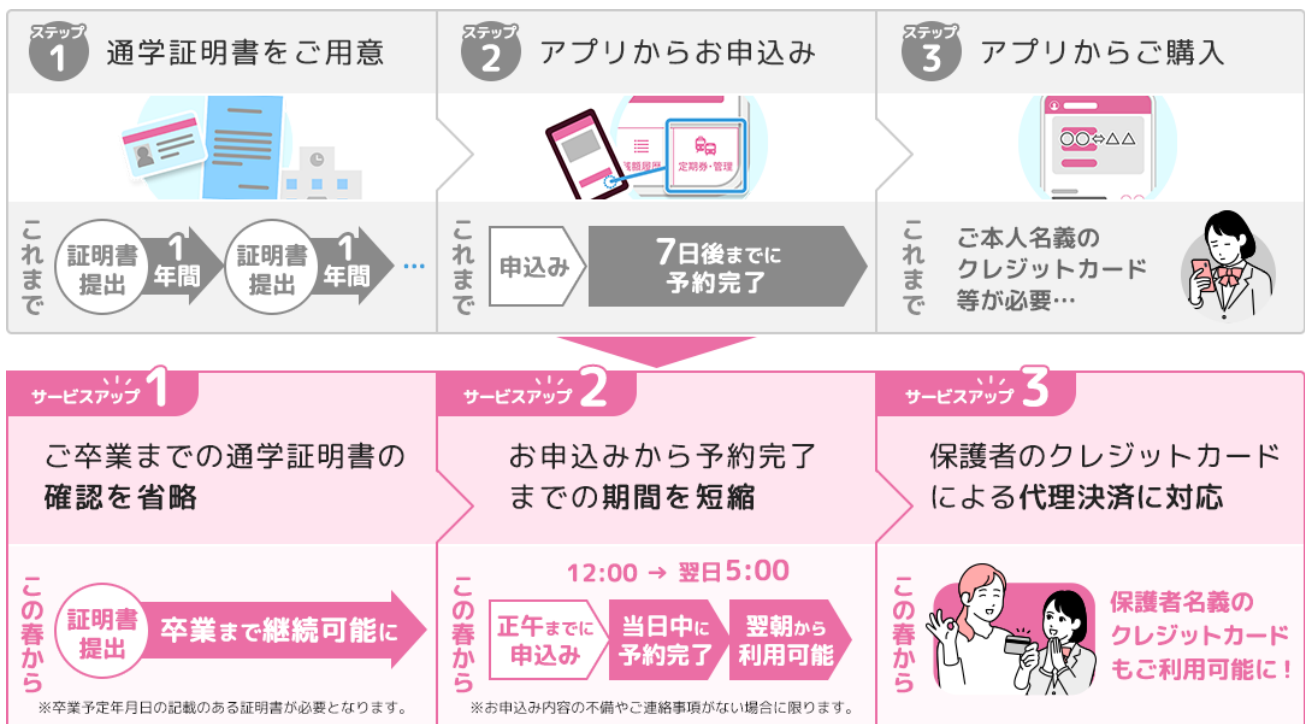 ステップ
1
通学証明書をご用意
ステップ
2
アプリからお申込み
ステップ
3
アプリからご購入
これまで
証明書
提出
1
年間
証明書
提出
1
年間
…
履歴
定期券・管理
これまで
申込み
7日後までに
予約完了
○○⇔△△
これまで
ご本人名義の
クレジットカード
等が必要…
サービスアップ 1
ご卒業までの通学証明書の
確認を省略
この春から
証明書
提出
卒業まで継続可能に
※卒業予定年月日の記載のある証明書が必要となります。
サービスアップ 2
お申込みから予約完了
までの期間を短縮
この春から
12:00 → 翌日5:00
正午までに
申込み
当日中に
予約完了
翌朝から
利用可能
※お申込み内容の不備やご連絡事項がない場合に限ります。
サービスアップ 3
保護者のクレジットカード
による代理決済に対応
この春から
保護者名義の
クレジットカード
もご利用可能に！